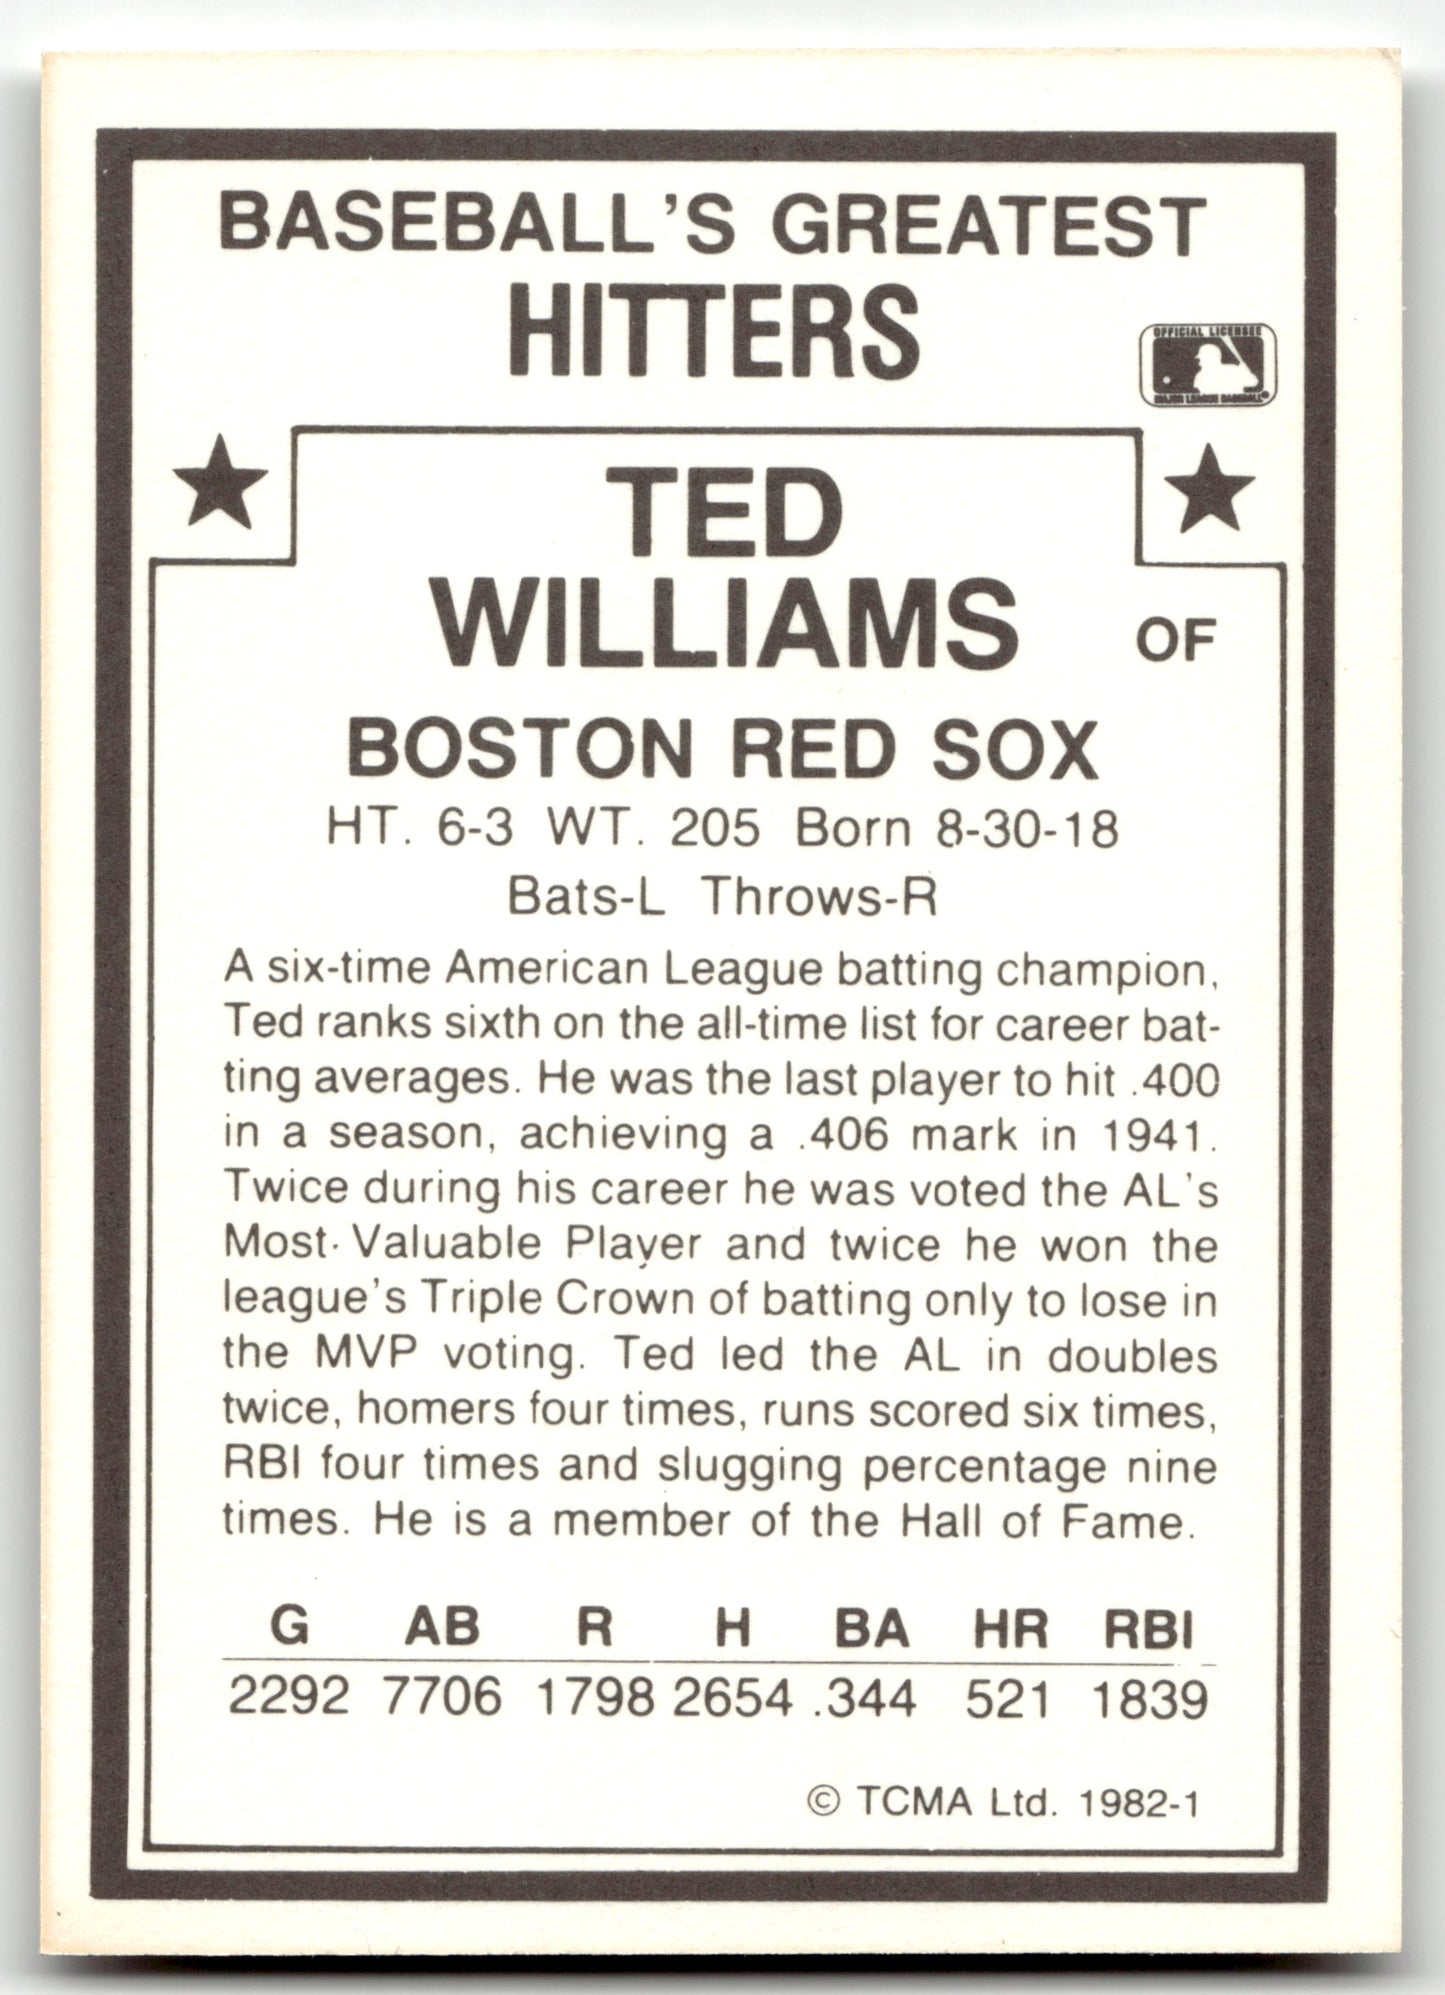 BASEBALL'S GREATEST
HITTERS
OFFICIAL LICENSEE
MAJOR LEAGUE BASEBALL®
TED
WILLIAMS OF
BOSTON RED SOX
HT. 6-3 WT. 205 Born 8-30-18
Bats-L Throws-R
A six-time American League batting champion,
Ted ranks sixth on the all-time list for career bat-
ting averages. He was the last player to hit .400
in a season, achieving a .406 mark in 1941.
Twice during his career he was voted the AL's
Most Valuable Player and twice he won the
league's Triple Crown of batting only to lose in
the MVP voting. Ted led the AL in doubles
twice, homers four times, runs scored six times,
RBI four times and slugging percentage nine
times. He is a member of the Hall of Fame.
G AB R H BA HR RBI
2292 7706 1798 2654 .344 521 1839
© TCMA Ltd. 1982-1